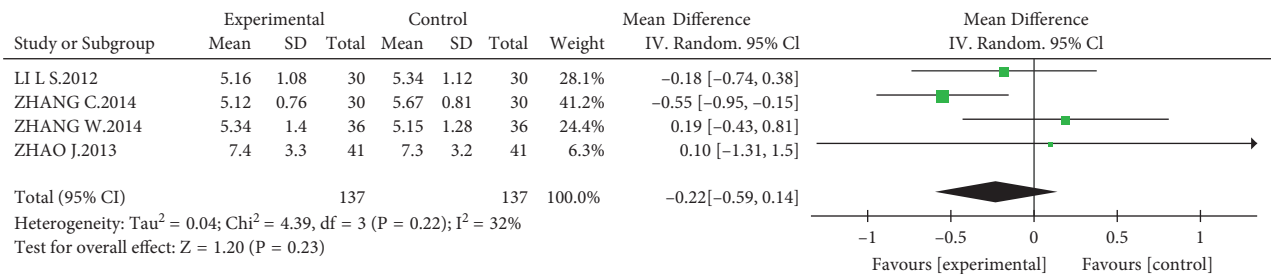 Experimental Control Mean Difference Mean Difference
Study or Subgroup Mean SD Total Mean SD Total Weight IV. Random. 95% Cl IV. Random. 95% Cl
LI L S.2012 5.16 1.08 30 5.34 1.12 30 28.1% –0.18 [–0.74, 0.38]
ZHANG C.2014 5.12 0.76 30 5.67 0.81 30 41.2% –0.55 [–0.95, –0.15]
ZHANG W.2014 5.34 1.4 36 5.15 1.28 36 24.4% 0.19 [–0.43, 0.81]
ZHAO J.2013 7.4 3.3 41 7.3 3.2 41 6.3% 0.10 [–1.31, 1.5]
Total (95% CI) 137 137 100.0% –0.22[–0.59, 0.14]
Heterogeneity: Tau² = 0.04; Chi² = 4.39, df = 3 (P = 0.22); I² = 32%
Test for overall effect: Z = 1.20 (P = 0.23)
–1 –0.5 0 0.5 1
Favours [experimental] Favours [control]